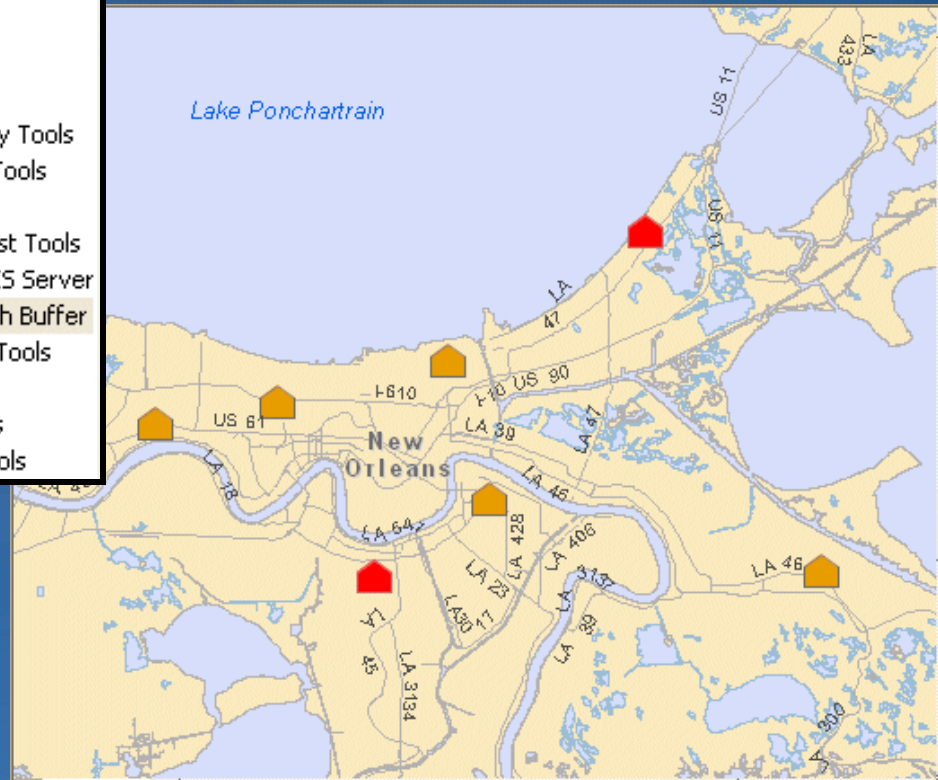 y Tools
Tools
st Tools
S Server
h Buffer
Tools
s
ols
Lake Ponchartrain
US 11
LA
433
US 11
LA
47
I-610
I-10
US 90
US 61
LA 39
LA 47
New
Orleans
LA 18
LA 46
LA 428
LA 406
LA 23
3137
LA
LA 46
LA
45
LA 3134
LA30
17
LA 39
LA 300